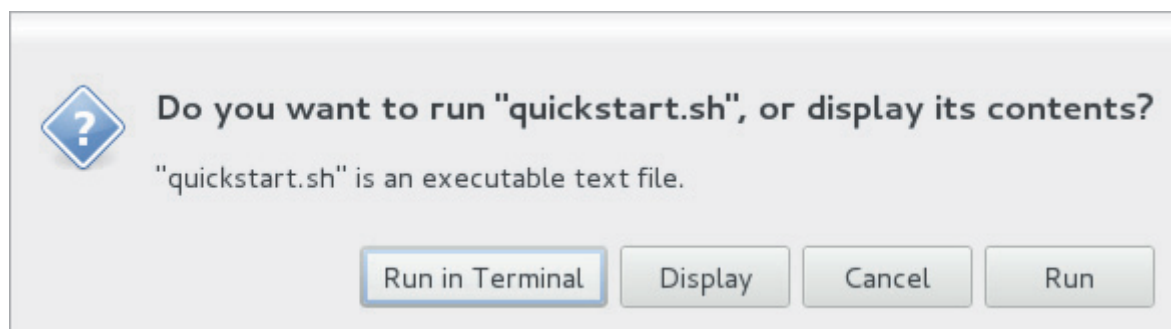 ?
Do you want to run "quickstart.sh", or display its contents?
"quickstart.sh" is an executable text file.
Run in Terminal Display Cancel Run